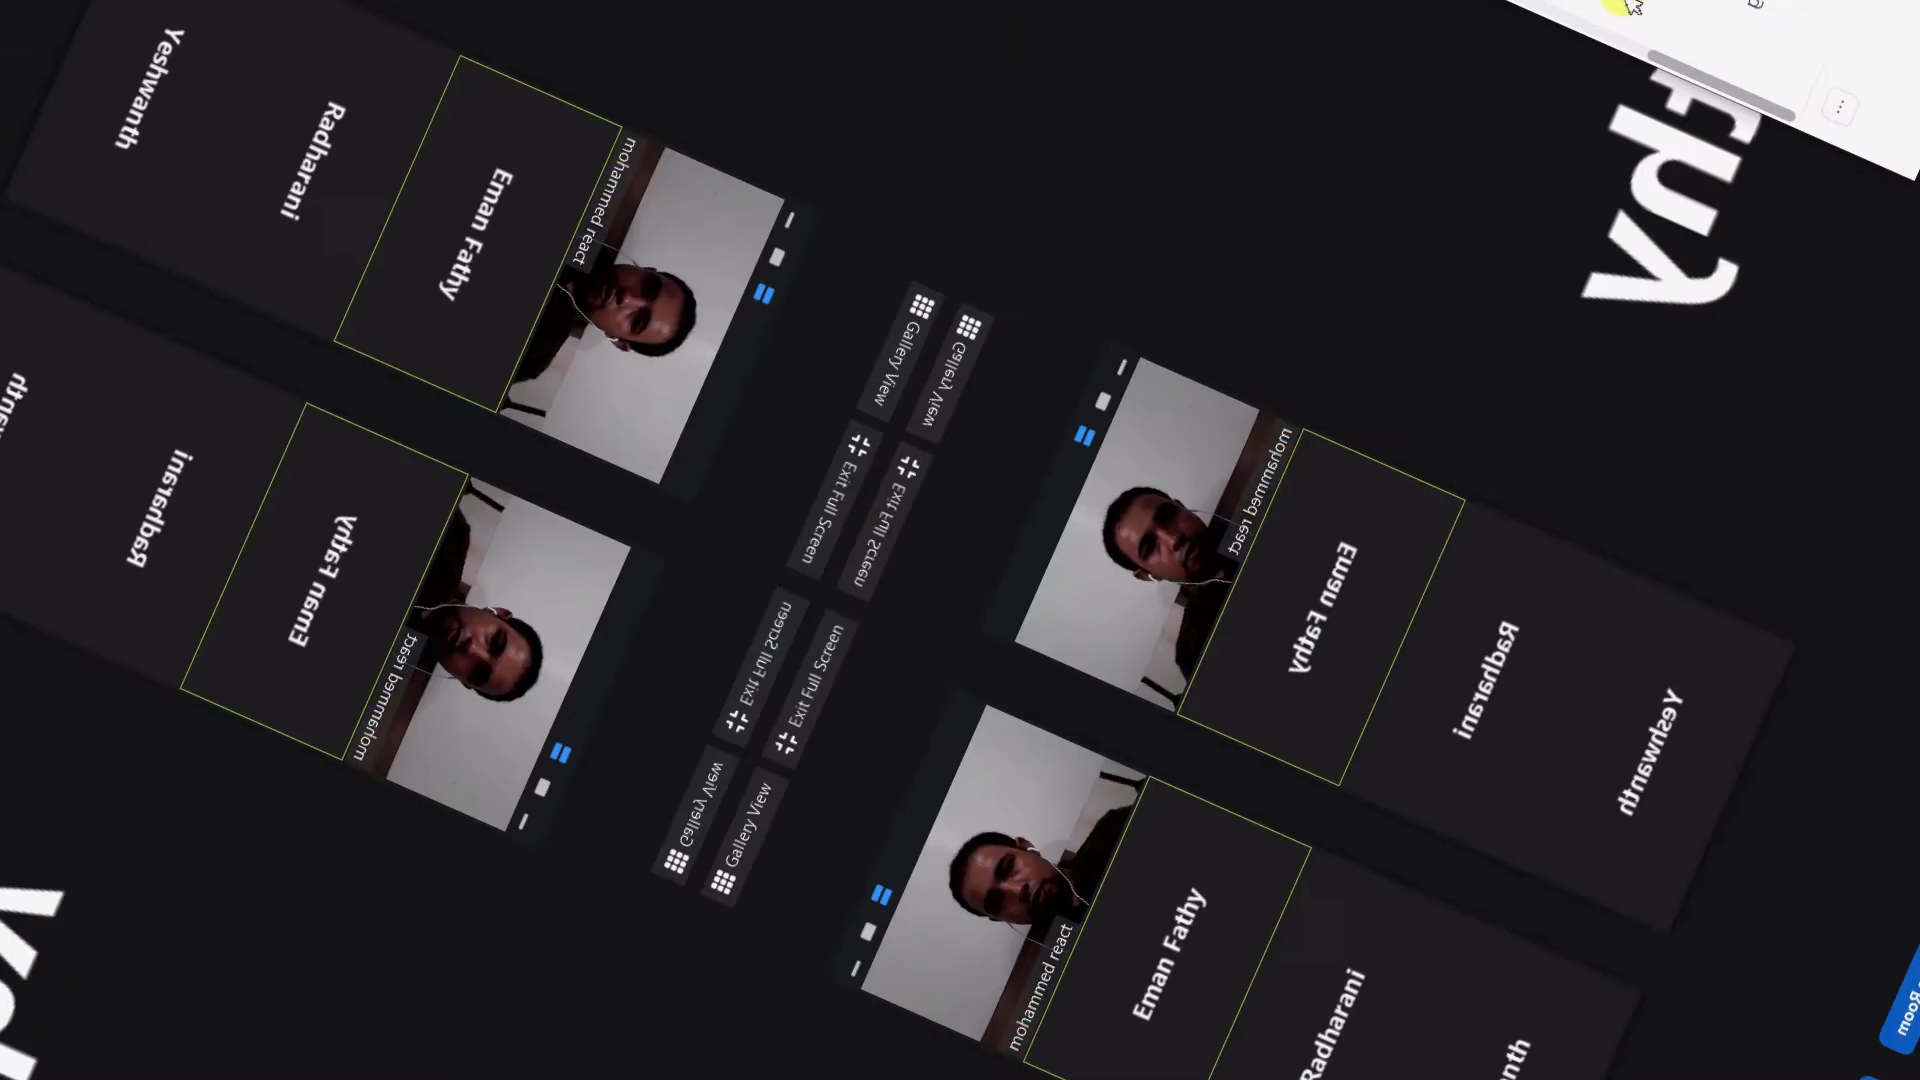 Yeshwanth
Radharani
Eman Fathy
mohammed react
Gallery View
Gallery View
Exit Full Screen
Exit Full Screen
mohammed react
Eman Fathy
Radharani
Yeshwanth
Radharani
Eman Fathy
mohammed react
Exit Full Screen
Exit Full Screen
Gallery View
Gallery View
mohammed react
Eman Fathy
Radharani
anth
Room